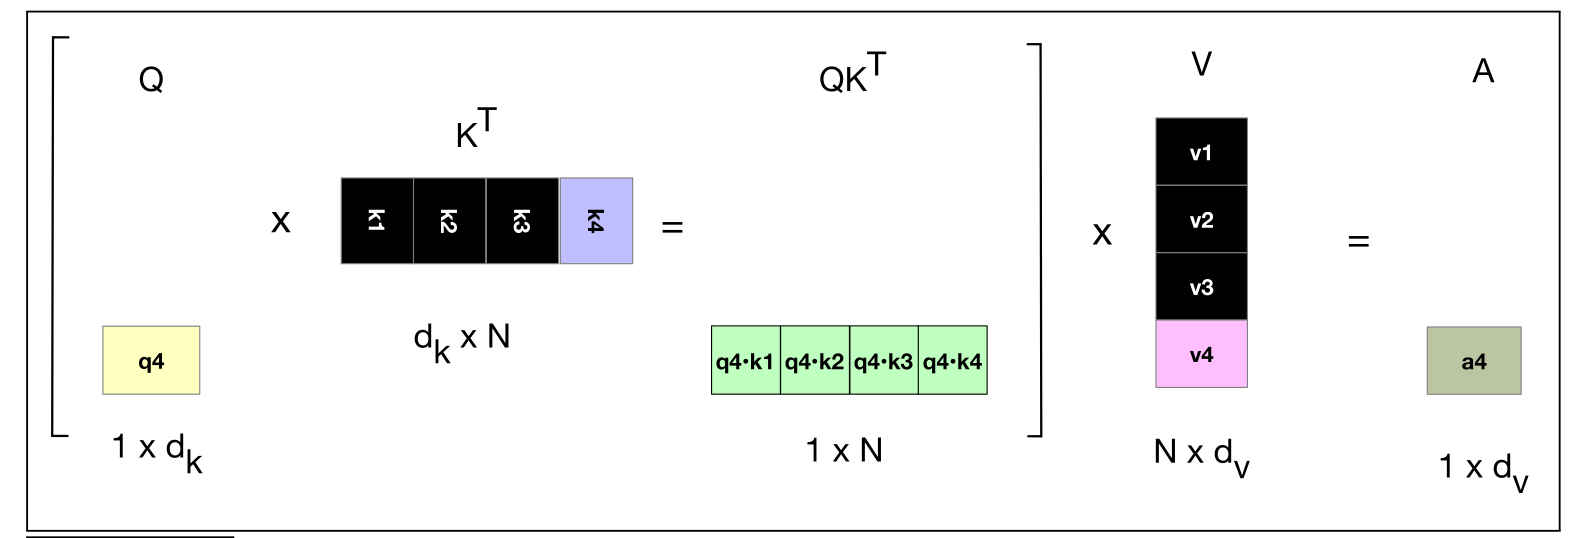 Q
x
K^T
k1 k2 k3 k4
d_k x N
=
QK^T
q4
1 x d_k
q4·k1 q4·k2 q4·k3 q4·k4
1 x N
x
V
v1
v2
v3
v4
N x d_v
=
A
a4
1 x d_v